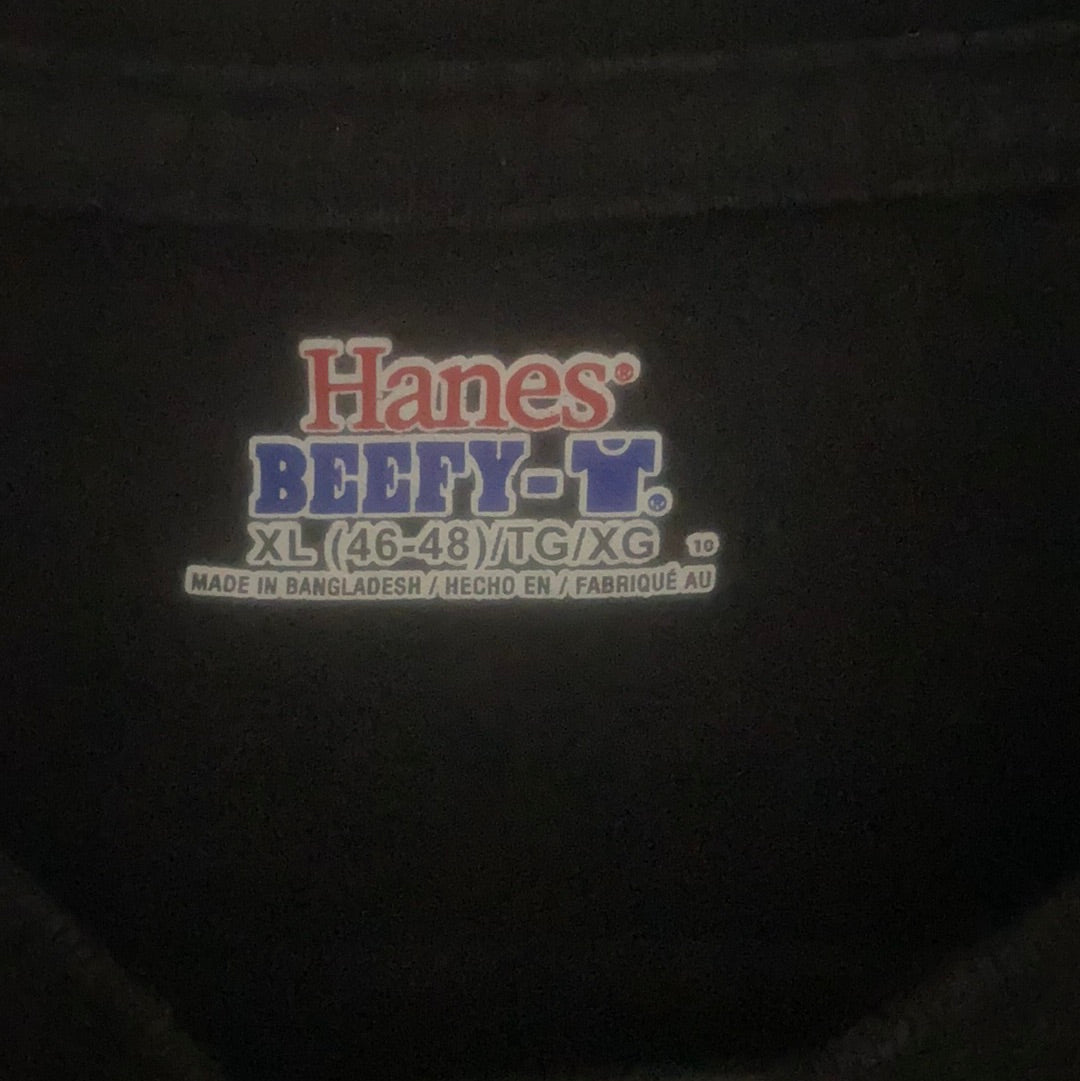 Hanes®
BEEFY-T®
XL (46-48)/TG/XG 10
MADE IN BANGLADESH / HECHO EN / FABRIQUÉ AU